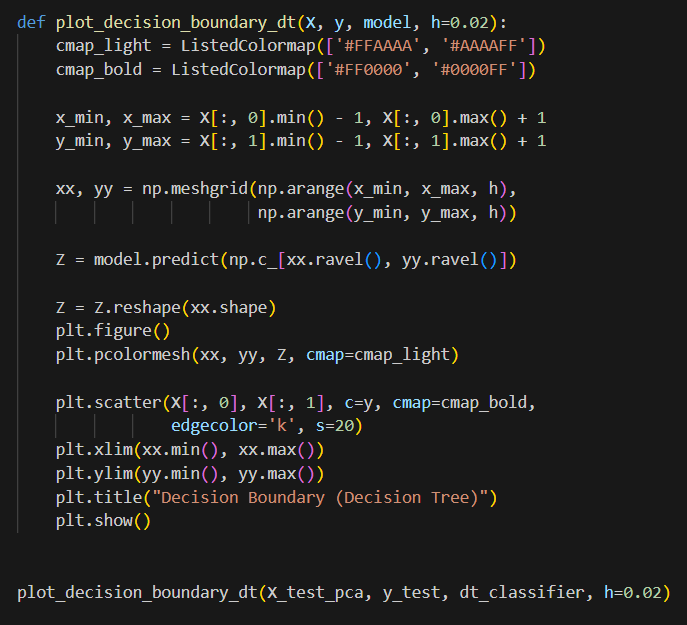 def plot_decision_boundary_dt(X, y, model, h=0.02):
    cmap_light = ListedColormap(['#FFAAAA', '#AAAAFF'])
    cmap_bold = ListedColormap(['#FF0000', '#0000FF'])

    x_min, x_max = X[:, 0].min() - 1, X[:, 0].max() + 1
    y_min, y_max = X[:, 1].min() - 1, X[:, 1].max() + 1

    xx, yy = np.meshgrid(np.arange(x_min, x_max, h),
                         np.arange(y_min, y_max, h))

    Z = model.predict(np.c_[xx.ravel(), yy.ravel()])

    Z = Z.reshape(xx.shape)
    plt.figure()
    plt.pcolormesh(xx, yy, Z, cmap=cmap_light)

    plt.scatter(X[:, 0], X[:, 1], c=y, cmap=cmap_bold,
                edgecolor='k', s=20)
    plt.xlim(xx.min(), xx.max())
    plt.ylim(yy.min(), yy.max())
    plt.title("Decision Boundary (Decision Tree)")
    plt.show()


plot_decision_boundary_dt(X_test_pca, y_test, dt_classifier, h=0.02)